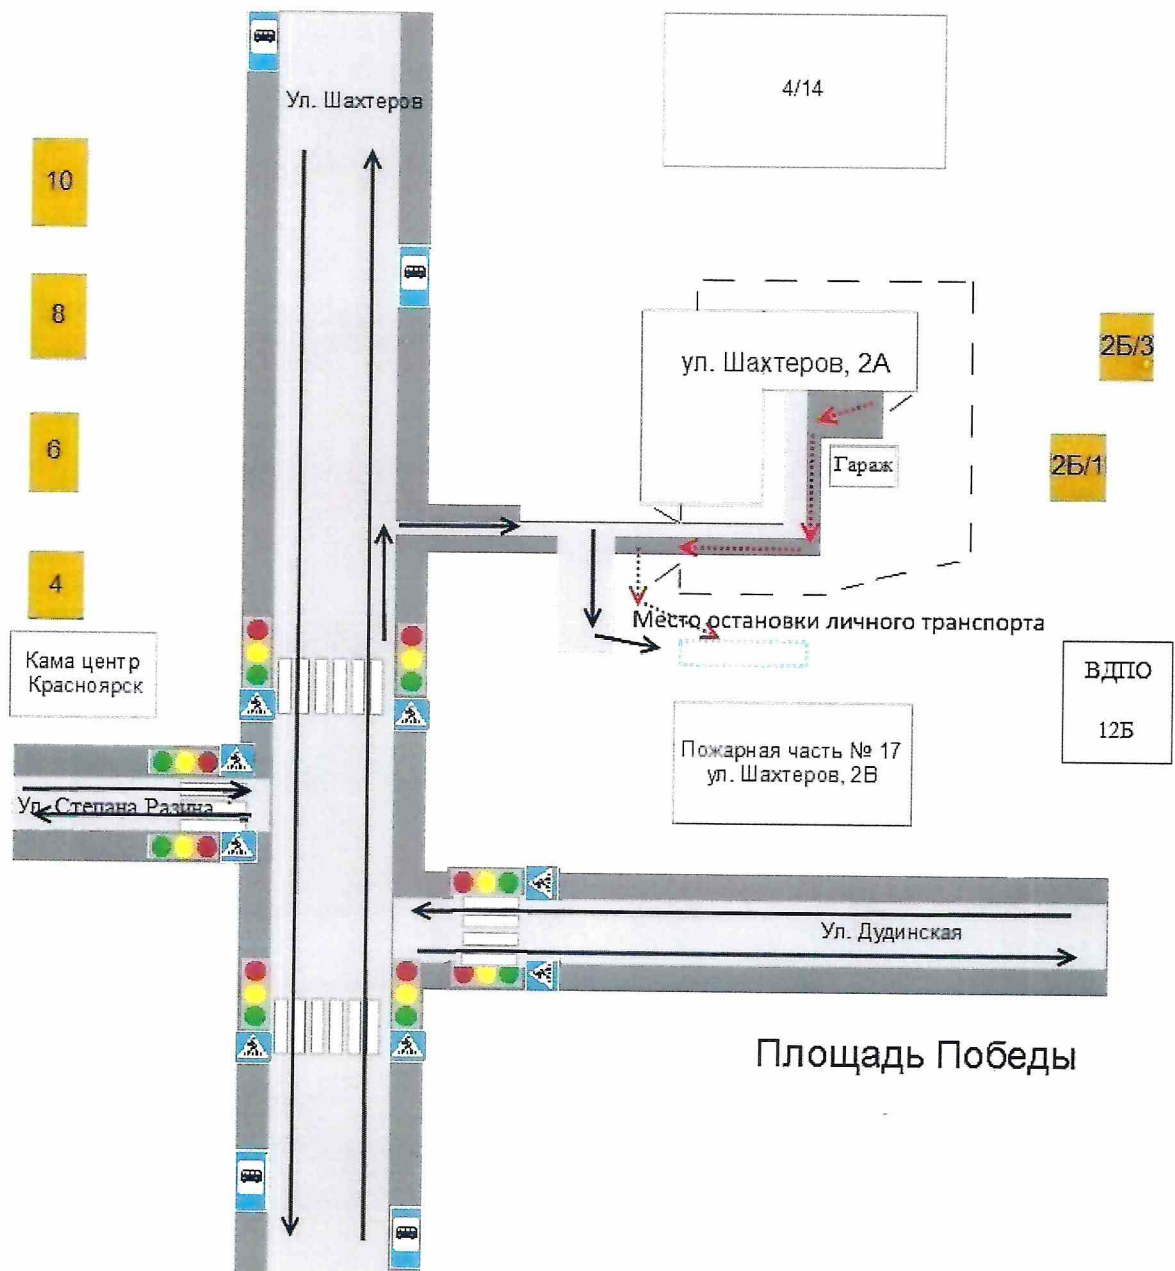 Ул. Шахтеров
4/14
10
8
6
4
ул. Шахтеров, 2А
Гараж
2Б/3
2Б/1
Место остановки личного транспорта
Кама центр
Красноярск
ВДПО
12Б
Пожарная часть № 17
ул. Шахтеров, 2В
Ул. Степана Разина
Ул. Дудинская
Площадь Победы